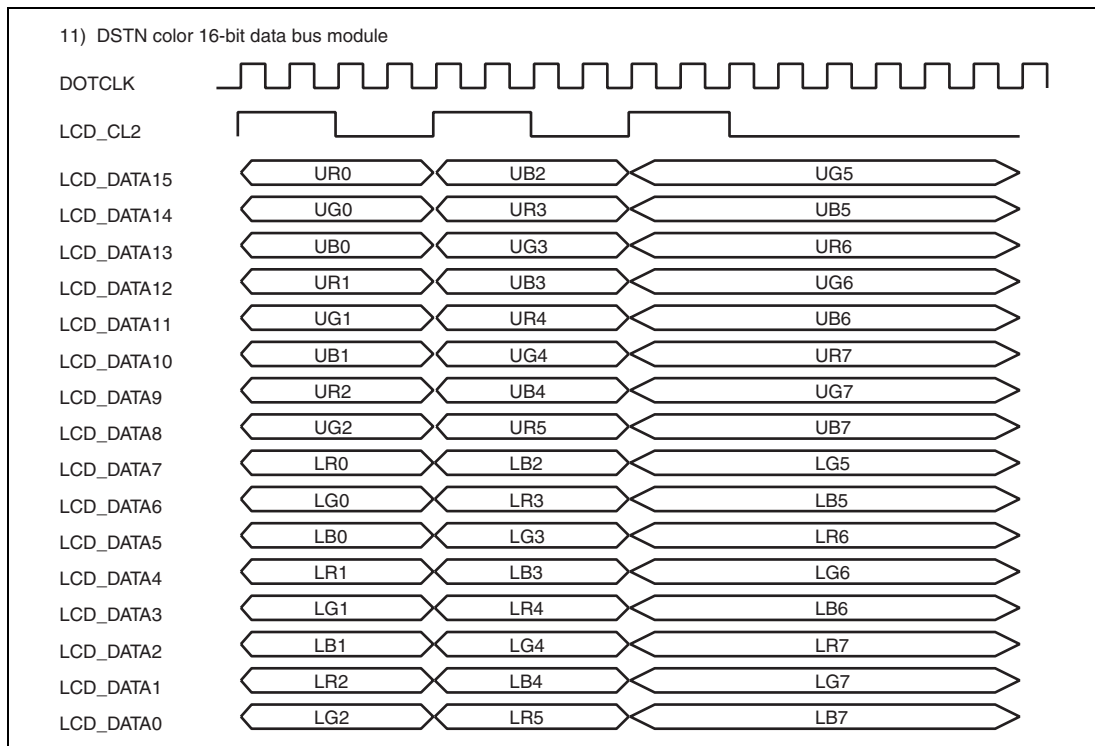 11) DSTN color 16-bit data bus module
DOTCLK
LCD_CL2
LCD_DATA15 UR0 UB2 UG5
LCD_DATA14 UG0 UR3 UB5
LCD_DATA13 UB0 UG3 UR6
LCD_DATA12 UR1 UB3 UG6
LCD_DATA11 UG1 UR4 UB6
LCD_DATA10 UB1 UG4 UR7
LCD_DATA9 UR2 UB4 UG7
LCD_DATA8 UG2 UR5 UB7
LCD_DATA7 LR0 LB2 LG5
LCD_DATA6 LG0 LR3 LB5
LCD_DATA5 LB0 LG3 LR6
LCD_DATA4 LR1 LB3 LG6
LCD_DATA3 LG1 LR4 LB6
LCD_DATA2 LB1 LG4 LR7
LCD_DATA1 LR2 LB4 LG7
LCD_DATA0 LG2 LR5 LB7